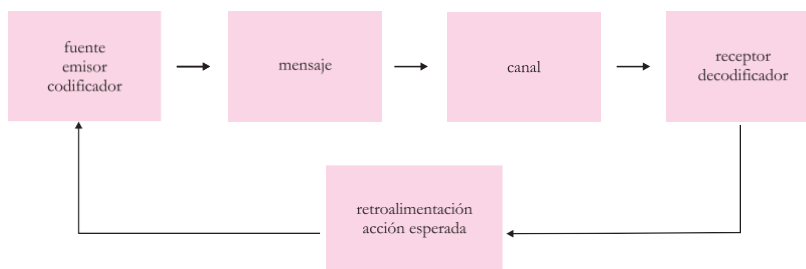 fuente
emisor
codificador
mensaje
canal
receptor
decodificador
retroalimentación
acción esperada